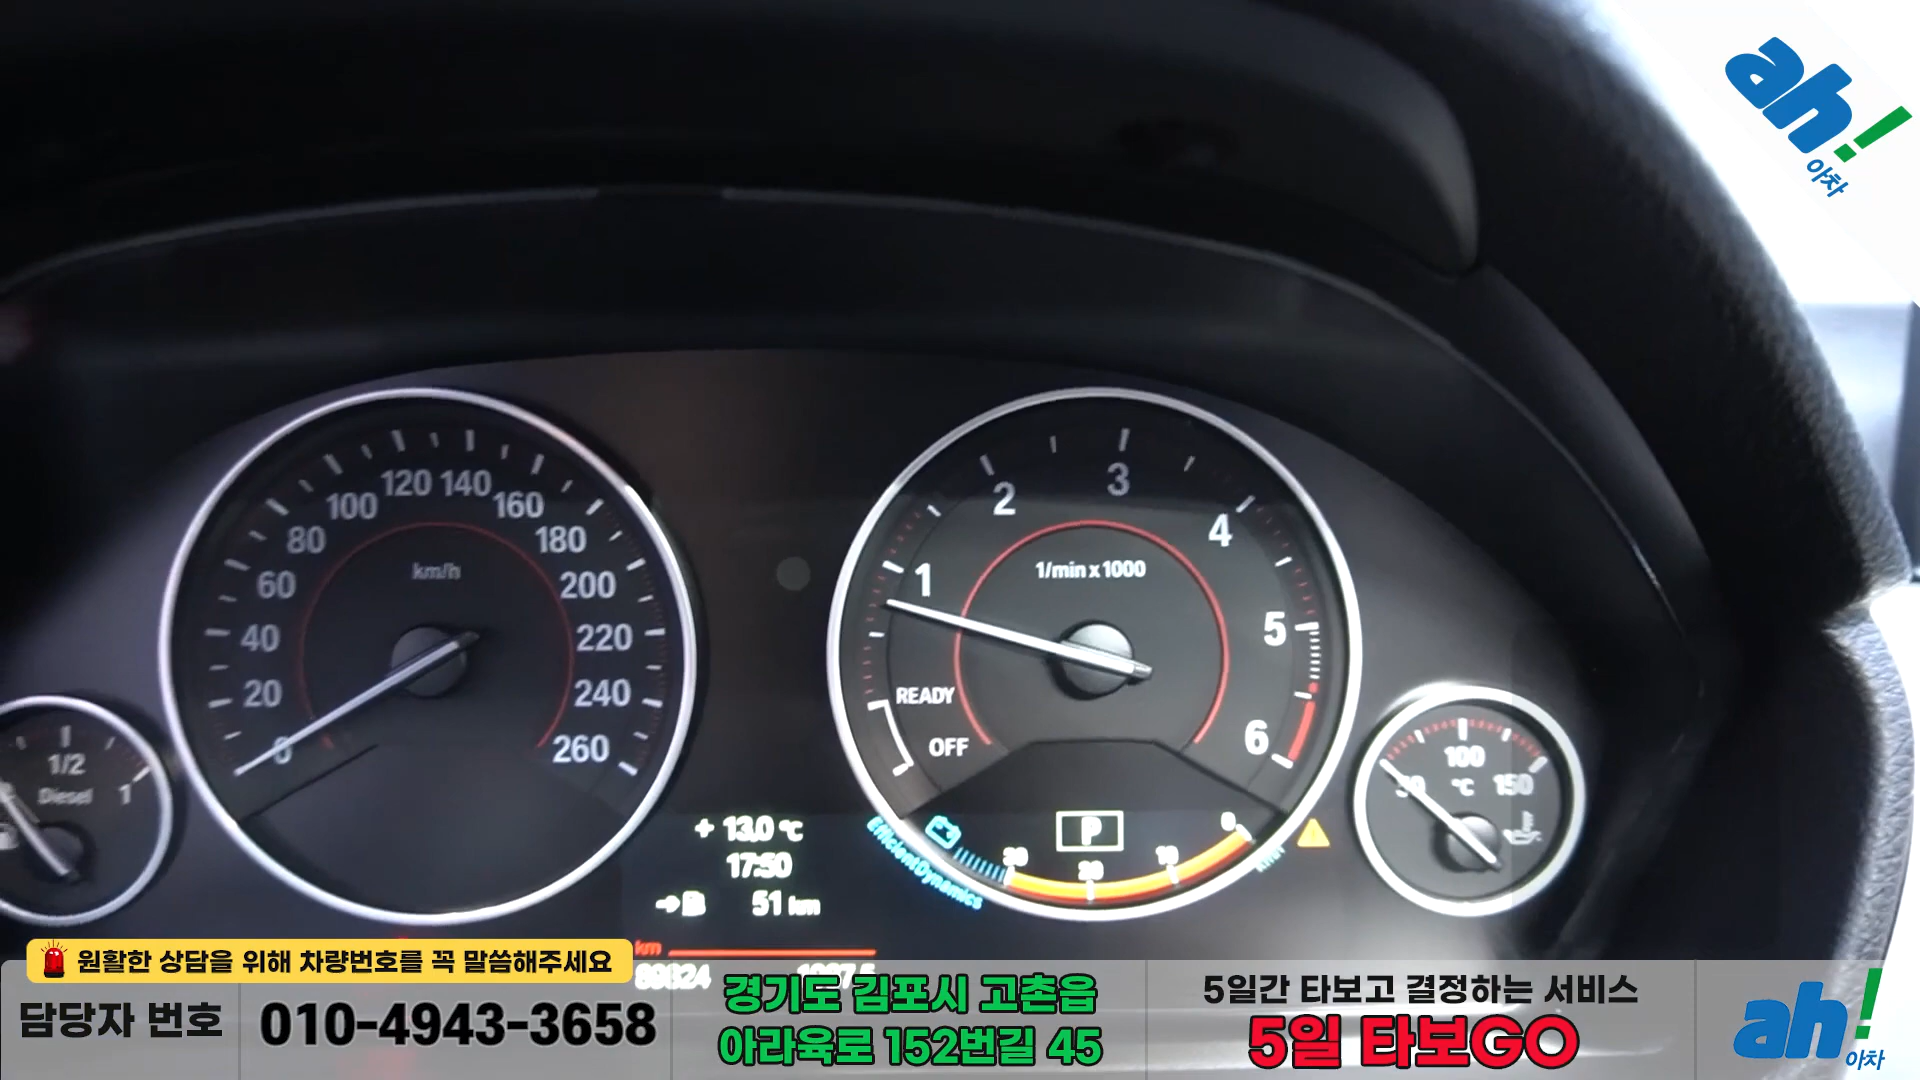 ah!
아차
120 140
100 160
80 180
60 km/h 200
40 220
20 240
0 260
1/2
Diesel 1
3
2 4
1 1/min x 1000
5
READY
OFF 6
100
°C 150
+ 13.0 °C
17:50
51 km
P
EfficientDynamics
30 20 10 0
km
원활한 상담을 위해 차량번호를 꼭 말씀해주세요
담당자 번호
010-4943-3658
경기도 김포시 고촌읍
아라육로 152번길 45
5일간 타보고 결정하는 서비스
5일 타보GO
ah!
아차